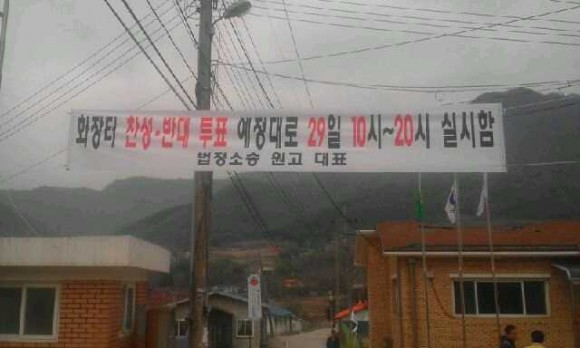 화장터 찬성-반대 투표 예정대로 29일 10시~20시 실시함
법정소송 원고 대표